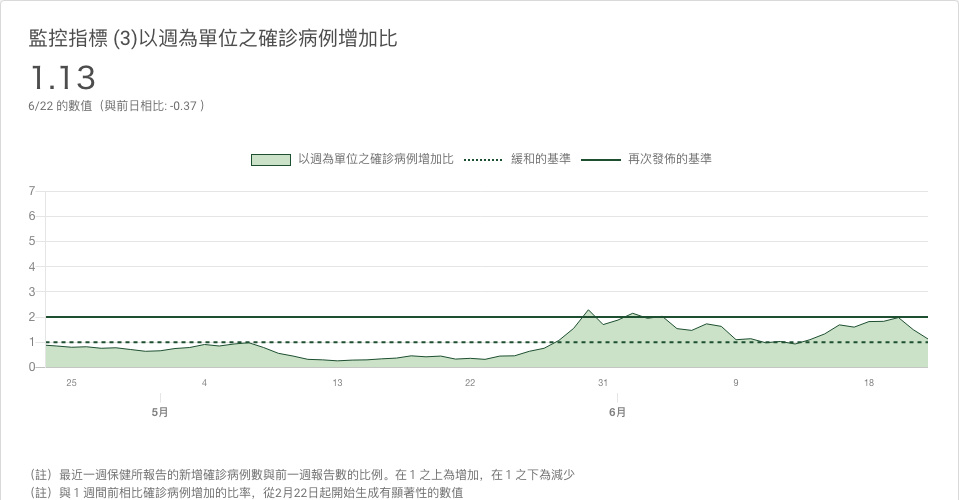 監控指標 (3)以週為單位之確診病例增加比
1.13
6/22 的數值（與前日相比: -0.37 ）
以週為單位之確診病例增加比 緩和的基準 再次發佈的基準
7
6
5
4
3
2
1
0
25 4 13 22 31 9 18
5月 6月
（註）最近一週保健所報告的新增確診病例數與前一週報告數的比例。在 1 之上為增加，在 1 之下為減少
（註）與 1 週間前相比確診病例增加的比率，從2月22日起開始生成有顯著性的數值